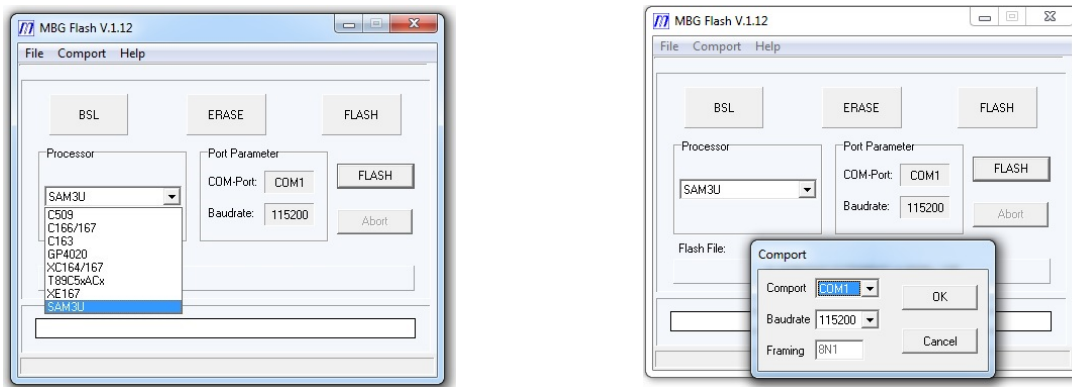 MBG Flash V.1.12
File Comport Help
BSL ERASE FLASH
Processor
Port Parameter
SAM3U
COM-Port: COM1
FLASH
C509
C166/167
C163
GP4020
XC164/167
T89C5xACx
XE167
SAM3U
Baudrate: 115200
Abort
MBG Flash V.1.12
File Comport Help
BSL ERASE FLASH
Processor
Port Parameter
SAM3U
COM-Port: COM1
FLASH
Baudrate: 115200
Abort
Flash File:
Comport
Comport COM1
OK
Baudrate 115200
Framing 8N1
Cancel